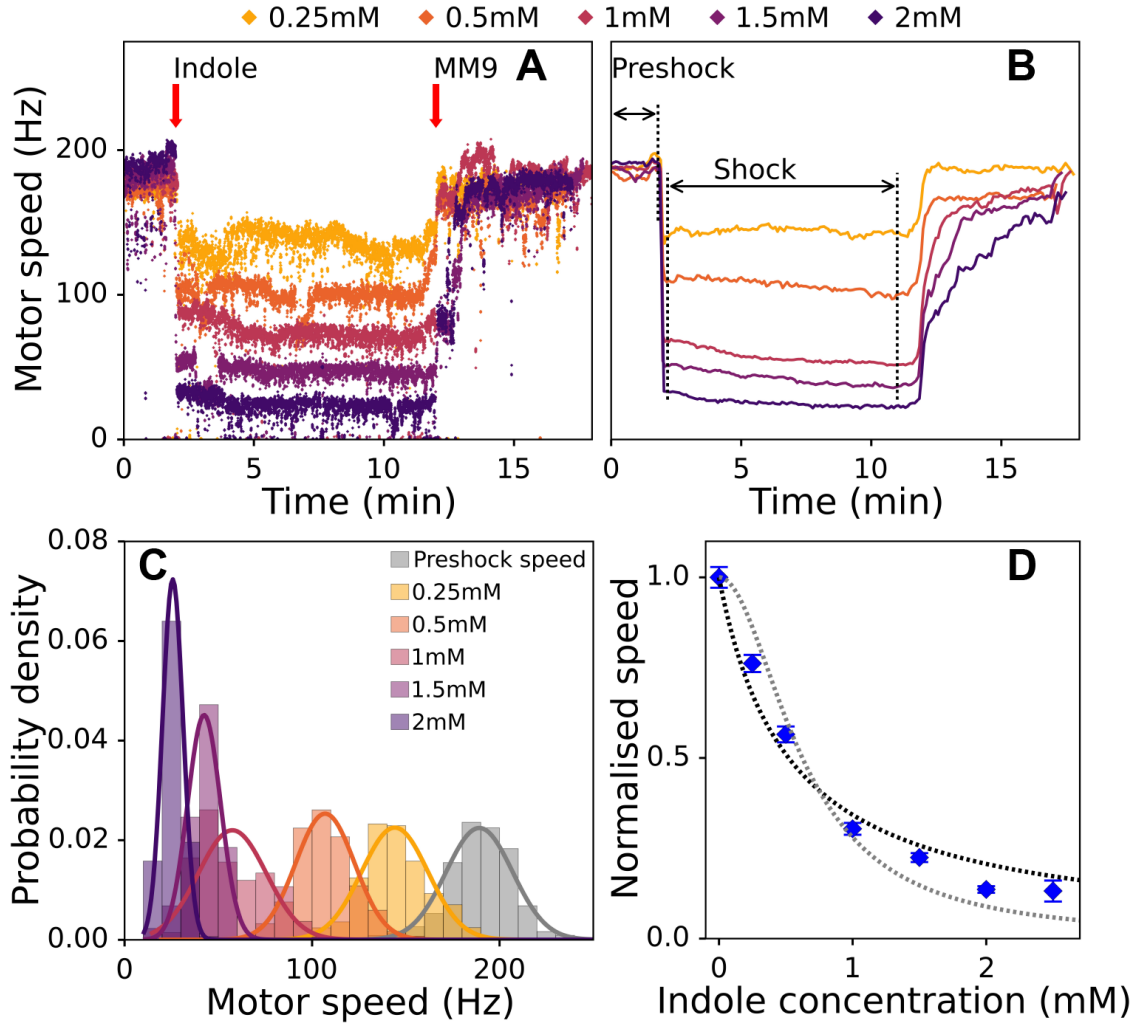 0.25mM 0.5mM 1mM 1.5mM 2mM
Indole MM9 A
Motor speed (Hz)
200
100
0
0 5 10 15
Time (min)
Preshock B
Shock
0 5 10 15
Time (min)
C
Probability density
0.08
0.06
0.04
0.02
0.00
Preshock speed
0.25mM
0.5mM
1mM
1.5mM
2mM
0 100 200
Motor speed (Hz)
D
Normalised speed
1.0
0.5
0.0
0 1 2
Indole concentration (mM)